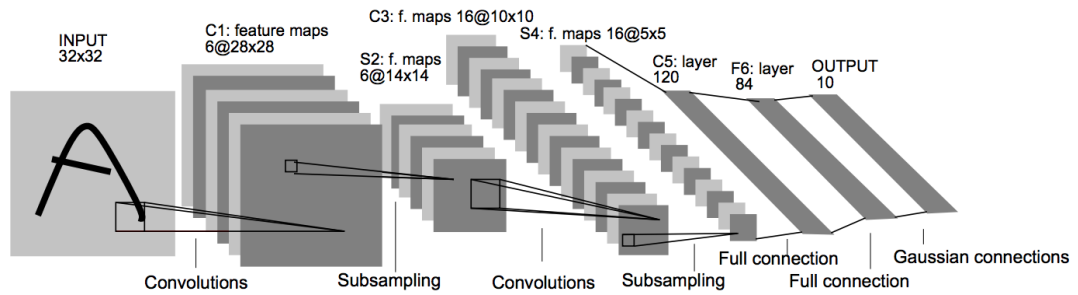 INPUT
32x32
C1: feature maps
6@28x28
S2: f. maps
6@14x14
C3: f. maps 16@10x10
S4: f. maps 16@5x5
C5: layer
120
F6: layer
84
OUTPUT
10
Convolutions
Subsampling
Convolutions
Subsampling
Full connection
Full connection
Gaussian connections